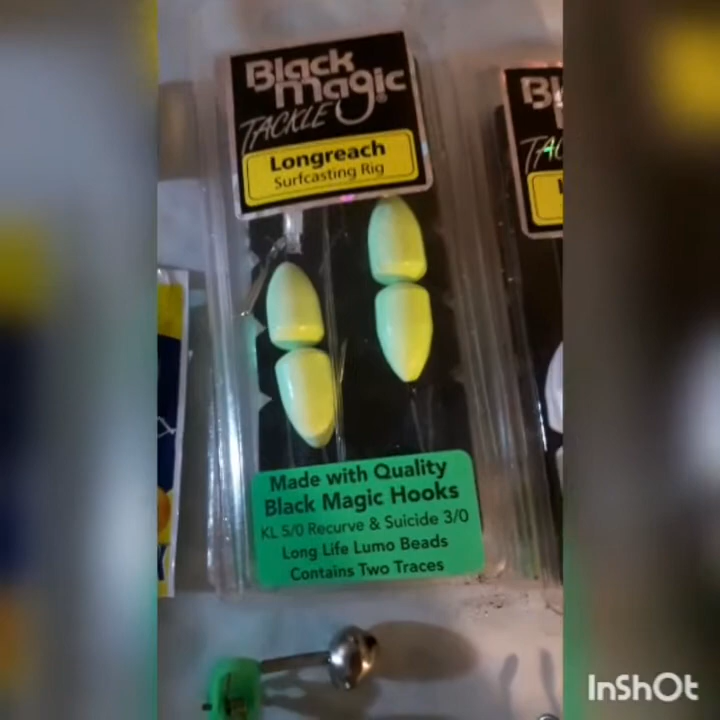 Black
Magic®
TACKLE
Longreach
Surfcasting Rig
Made with Quality
Black Magic Hooks
KL 5/0 Recurve & Suicide 3/0
Long Life Lumo Beads
Contains Two Traces
InShOt